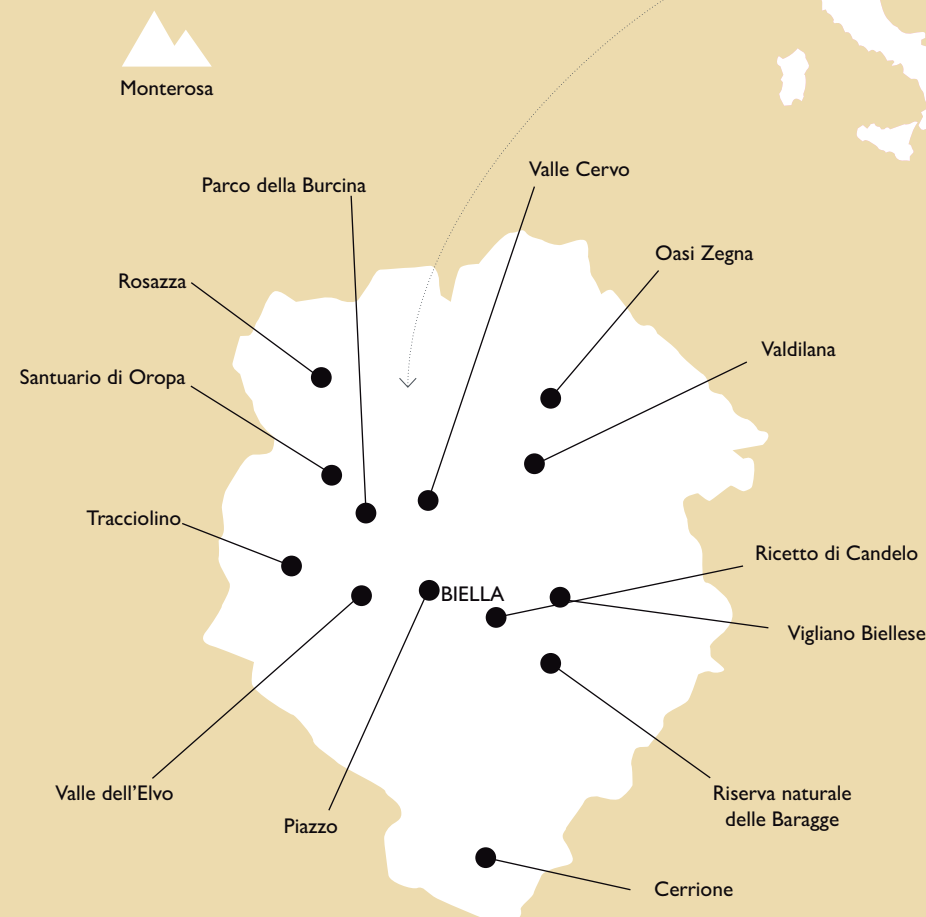 Monterosa
Valle Cervo
Parco della Burcina
Oasi Zegna
Rosazza
Valdilana
Santuario di Oropa
Tracciolino
Ricetto di Candelo
BIELLA
Vigliano Biellese
Valle dell’Elvo
Riserva naturale
delle Baragge
Piazzo
Cerrione